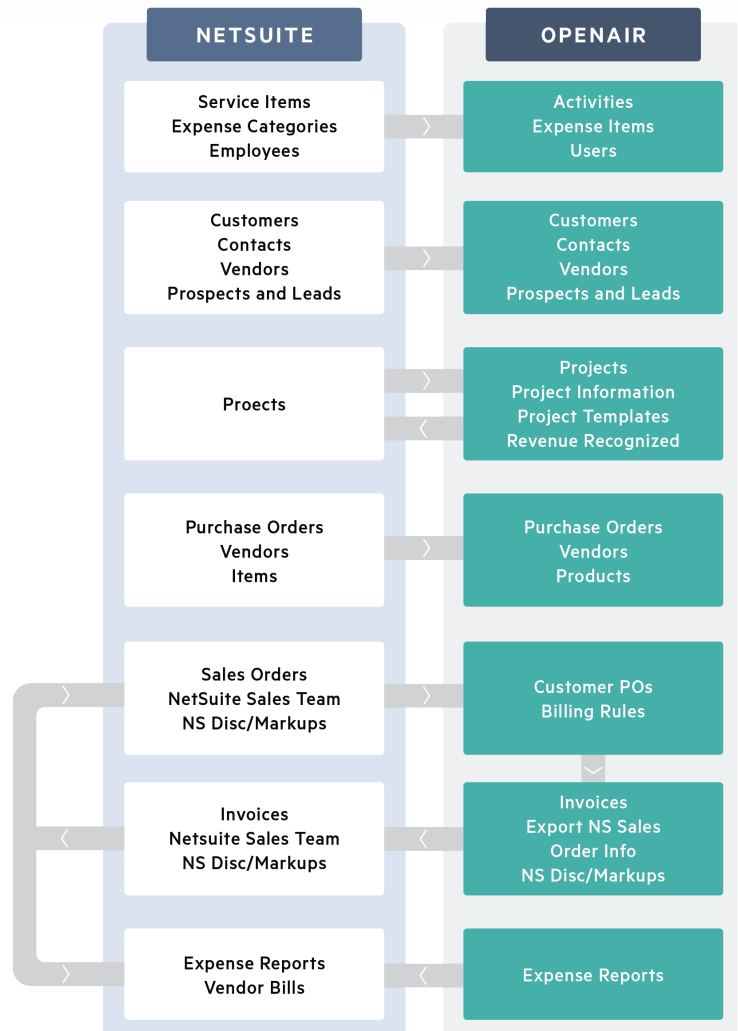 NETSUITE
OPENAIR
Service Items
Expense Categories
Employees
Activities
Expense Items
Users
Customers
Contacts
Vendors
Prospects and Leads
Customers
Contacts
Vendors
Prospects and Leads
Proects
Projects
Project Information
Project Templates
Revenue Recognized
Purchase Orders
Vendors
Items
Purchase Orders
Vendors
Products
Sales Orders
NetSuite Sales Team
NS Disc/Markups
Customer POs
Billing Rules
Invoices
Netsuite Sales Team
NS Disc/Markups
Invoices
Export NS Sales
Order Info
NS Disc/Markups
Expense Reports
Vendor Bills
Expense Reports